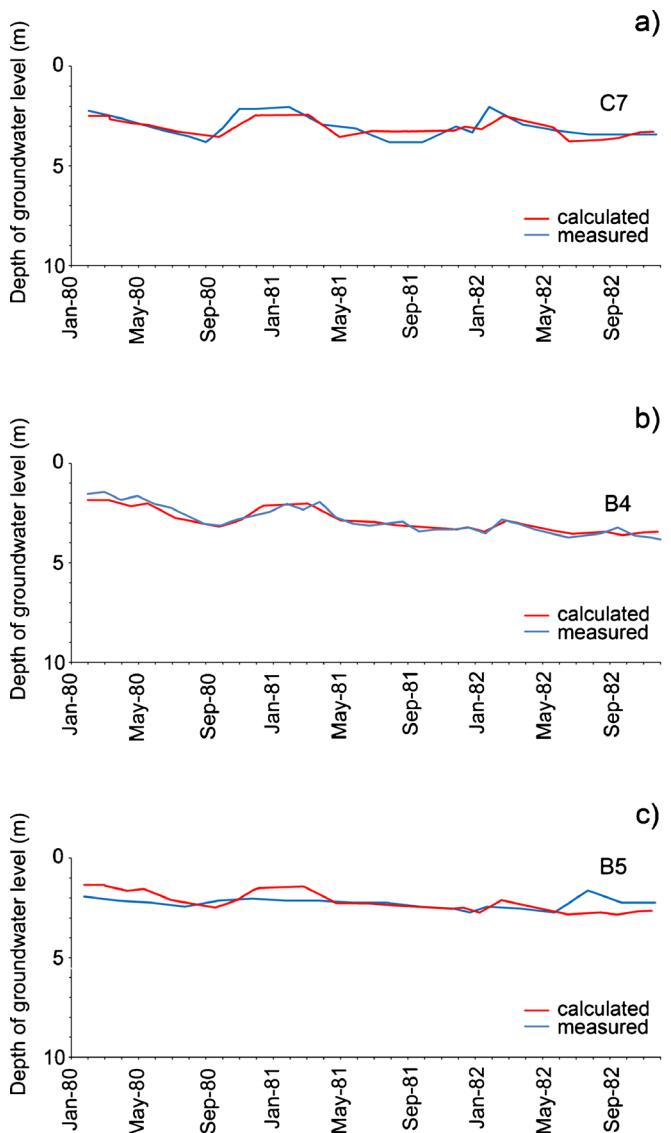 a)
Depth of groundwater level (m)
0
5
10
C7
calculated
measured
Jan-80
May-80
Sep-80
Jan-81
May-81
Sep-81
Jan-82
May-82
Sep-82
b)
Depth of groundwater level (m)
0
5
10
B4
calculated
measured
Jan-80
May-80
Sep-80
Jan-81
May-81
Sep-81
Jan-82
May-82
Sep-82
c)
Depth of groundwater level (m)
0
5
10
B5
calculated
measured
Jan-80
May-80
Sep-80
Jan-81
May-81
Sep-81
Jan-82
May-82
Sep-82